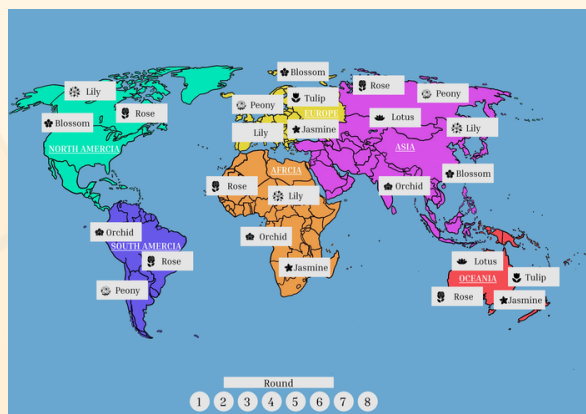 Blossom
Lily
Rose
Peony
Peony
Tulip
Rose
EUROPE
Lotus
Blossom
Lily
Jasmine
Lily
NORTH AMERCIA
ASIA
AFRCIA
Blossom
Rose
Orchid
Lily
Orchid
Orchid
SOUTH AMERCIA
Rose
Lotus
Jasmine
OCEANIA
Tulip
Peony
Rose
Jasmine
Round
1 2 3 4 5 6 7 8